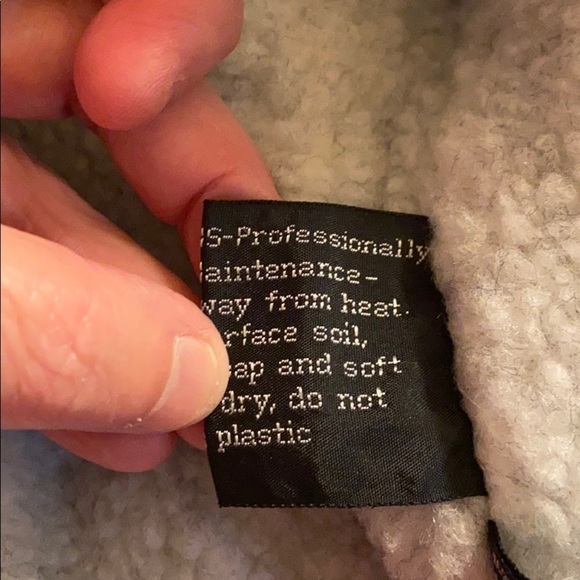 S-Professionally
aintenance-
way from heat.
rface soil,
ap and soft
dry, do not
plastic